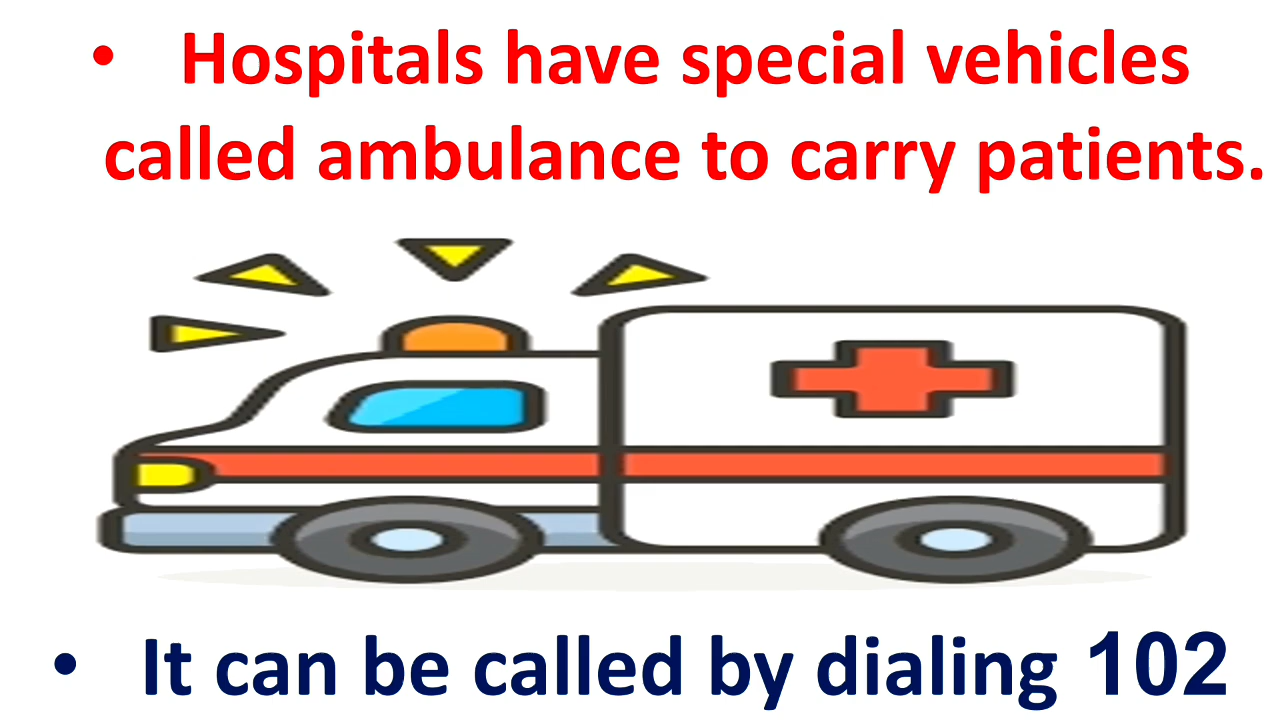 • Hospitals have special vehicles
called ambulance to carry patients.
• It can be called by dialing 102